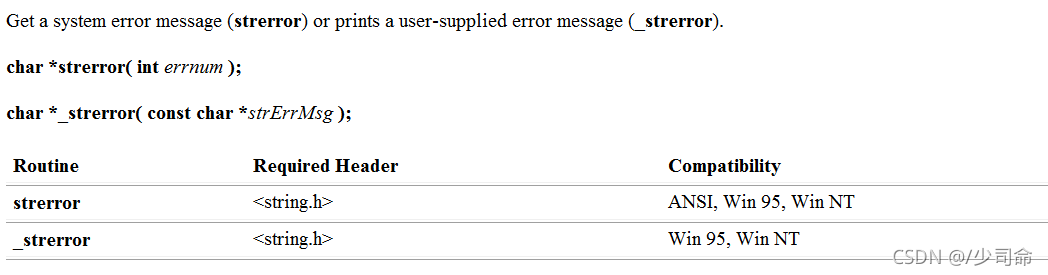 Get a system error message (strerror) or prints a user-supplied error message (_strerror).
char *strerror( int errnum );
char *_strerror( const char *strErrMsg );
Routine Required Header Compatibility
strerror <string.h> ANSI, Win 95, Win NT
_strerror <string.h> Win 95, Win NT
CSDN @/少司命